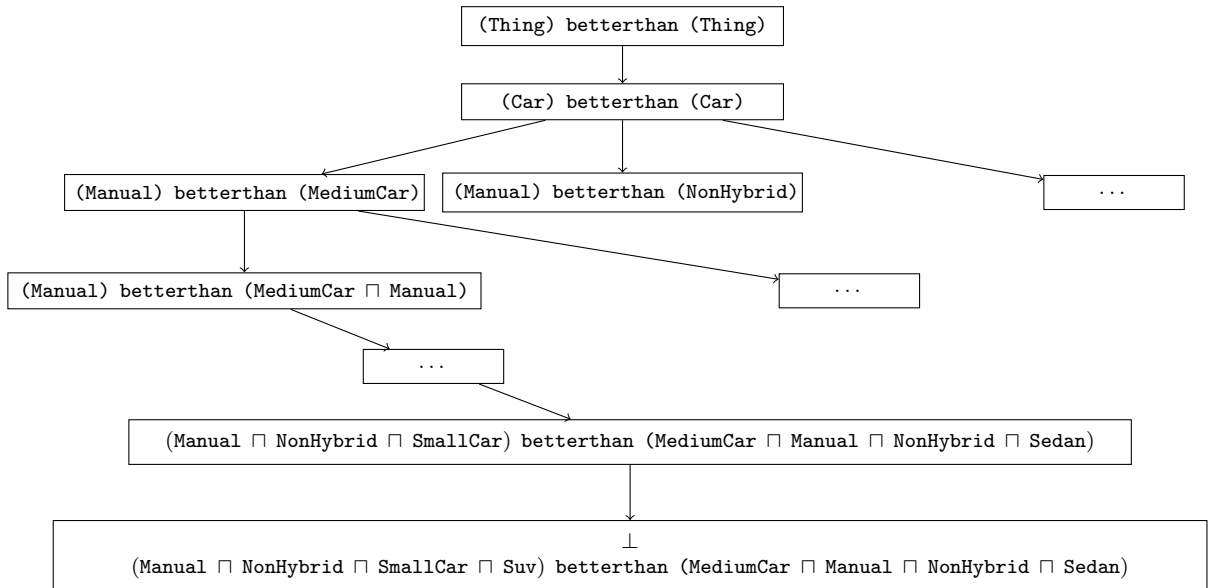 (Thing) betterthan (Thing)
(Car) betterthan (Car)
(Manual) betterthan (MediumCar)
(Manual) betterthan (NonHybrid)
...
(Manual) betterthan (MediumCar ⊓ Manual)
...
...
(Manual ⊓ NonHybrid ⊓ SmallCar) betterthan (MediumCar ⊓ Manual ⊓ NonHybrid ⊓ Sedan)
⊥
(Manual ⊓ NonHybrid ⊓ SmallCar ⊓ Suv) betterthan (MediumCar ⊓ Manual ⊓ NonHybrid ⊓ Sedan)